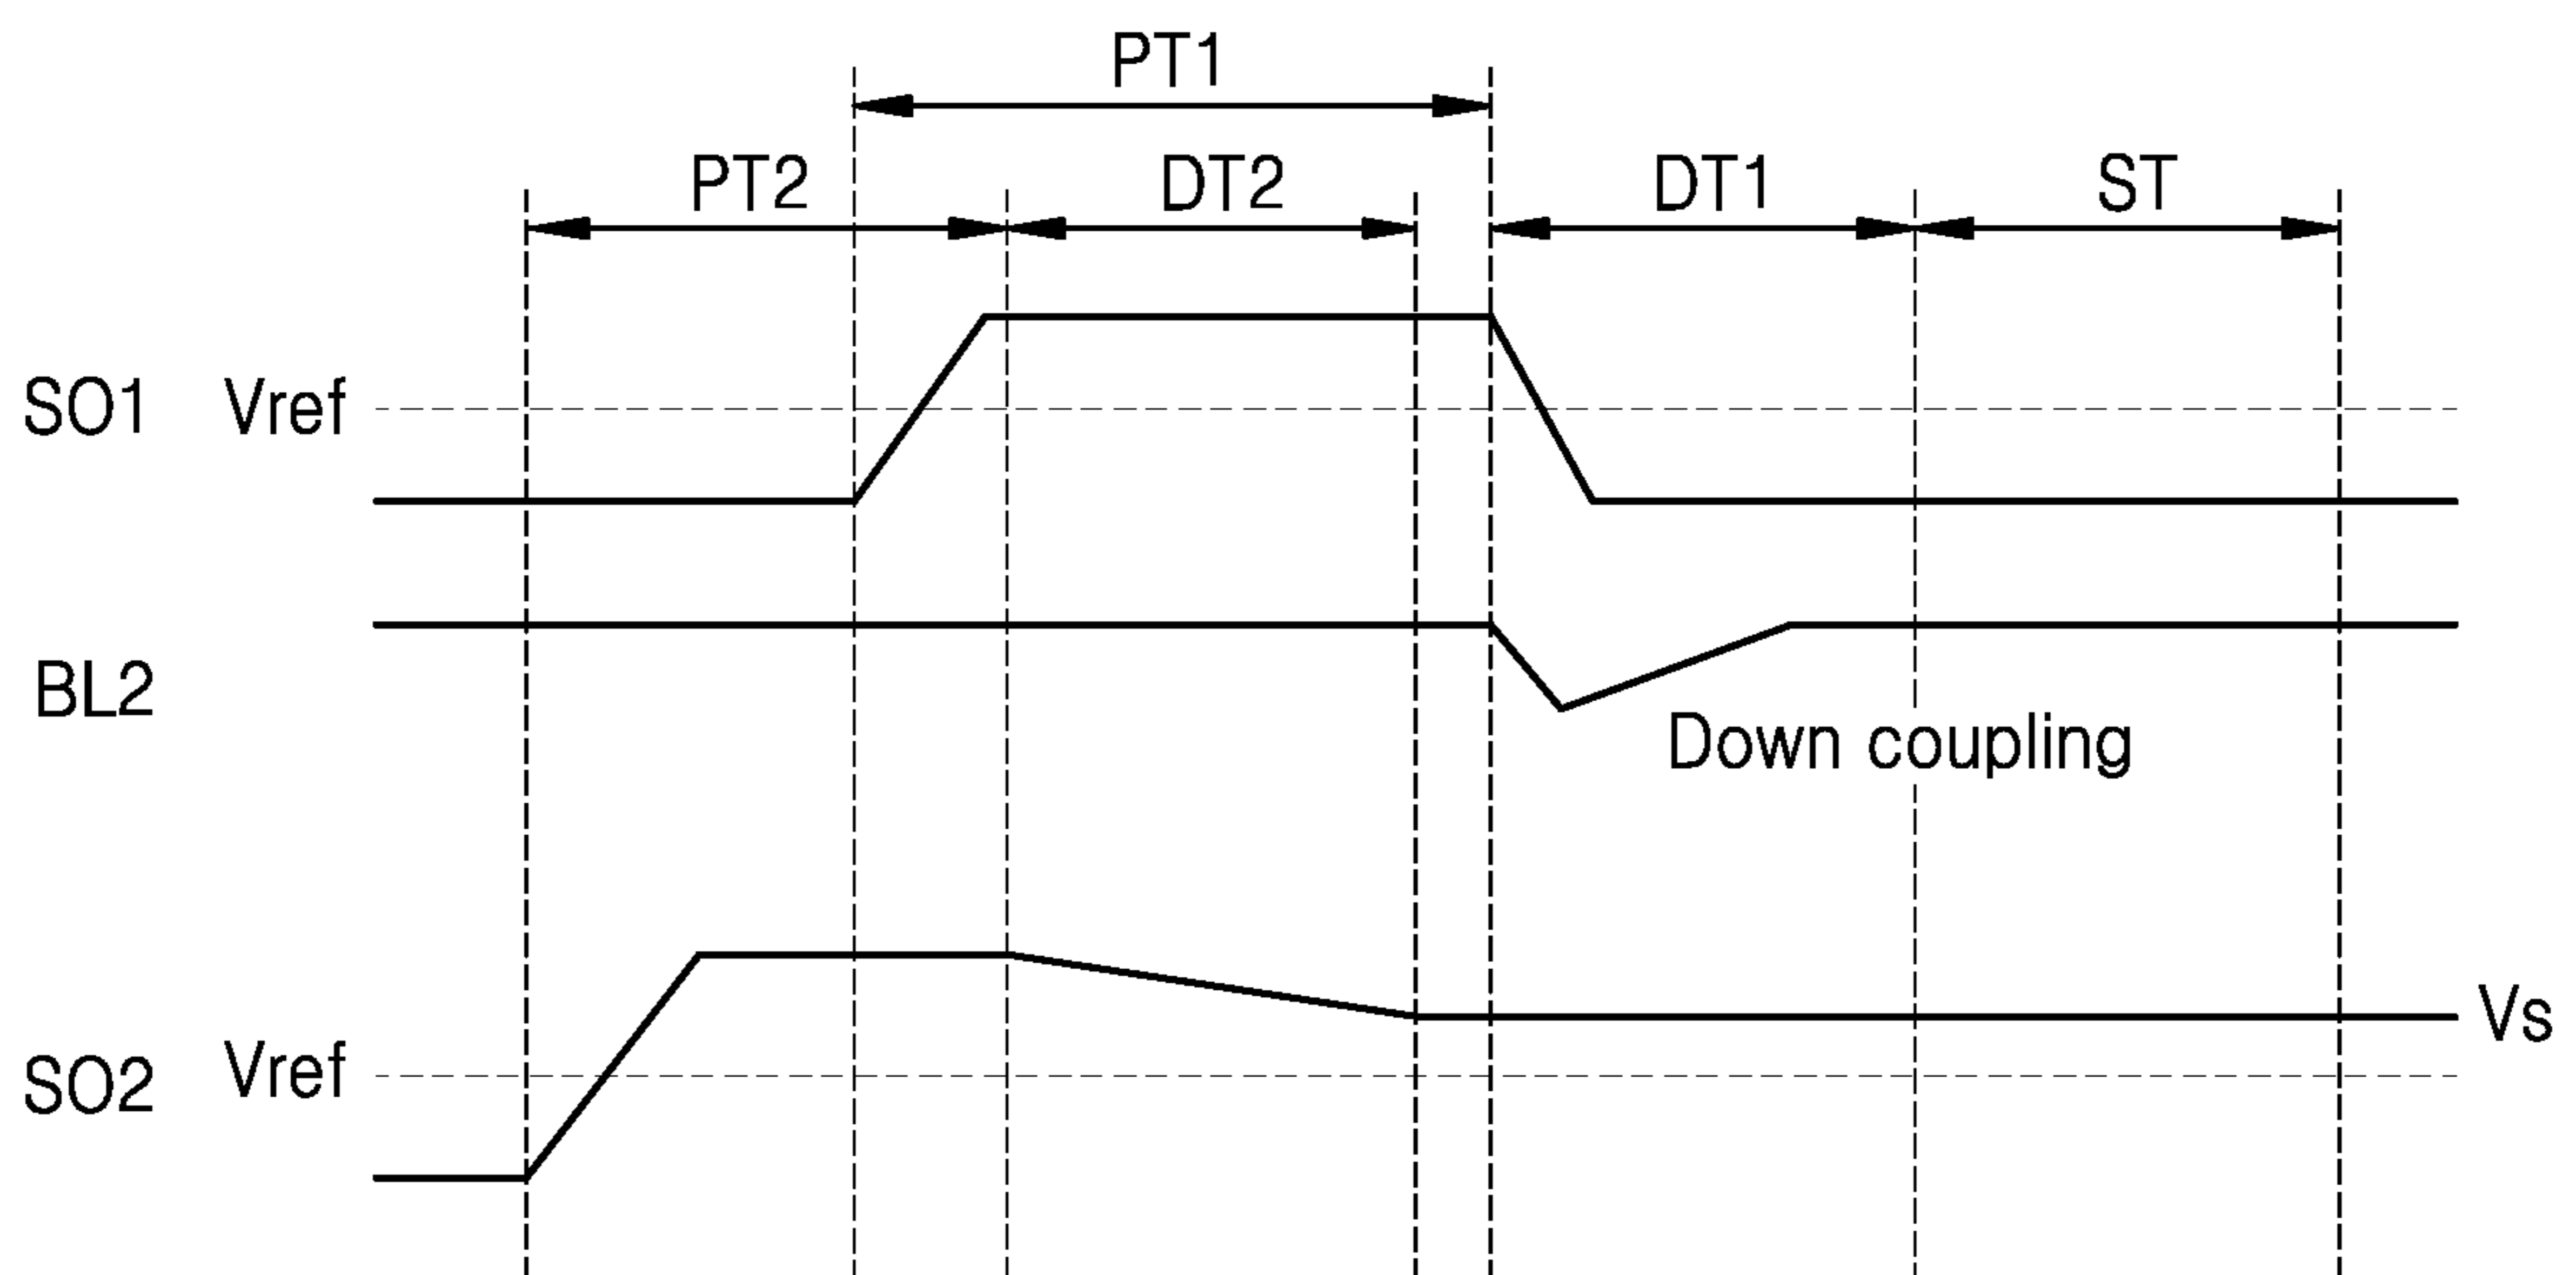 PT1
PT2 DT2 DT1 ST
SO1 Vref
BL2
Down coupling
Vs
SO2 Vref